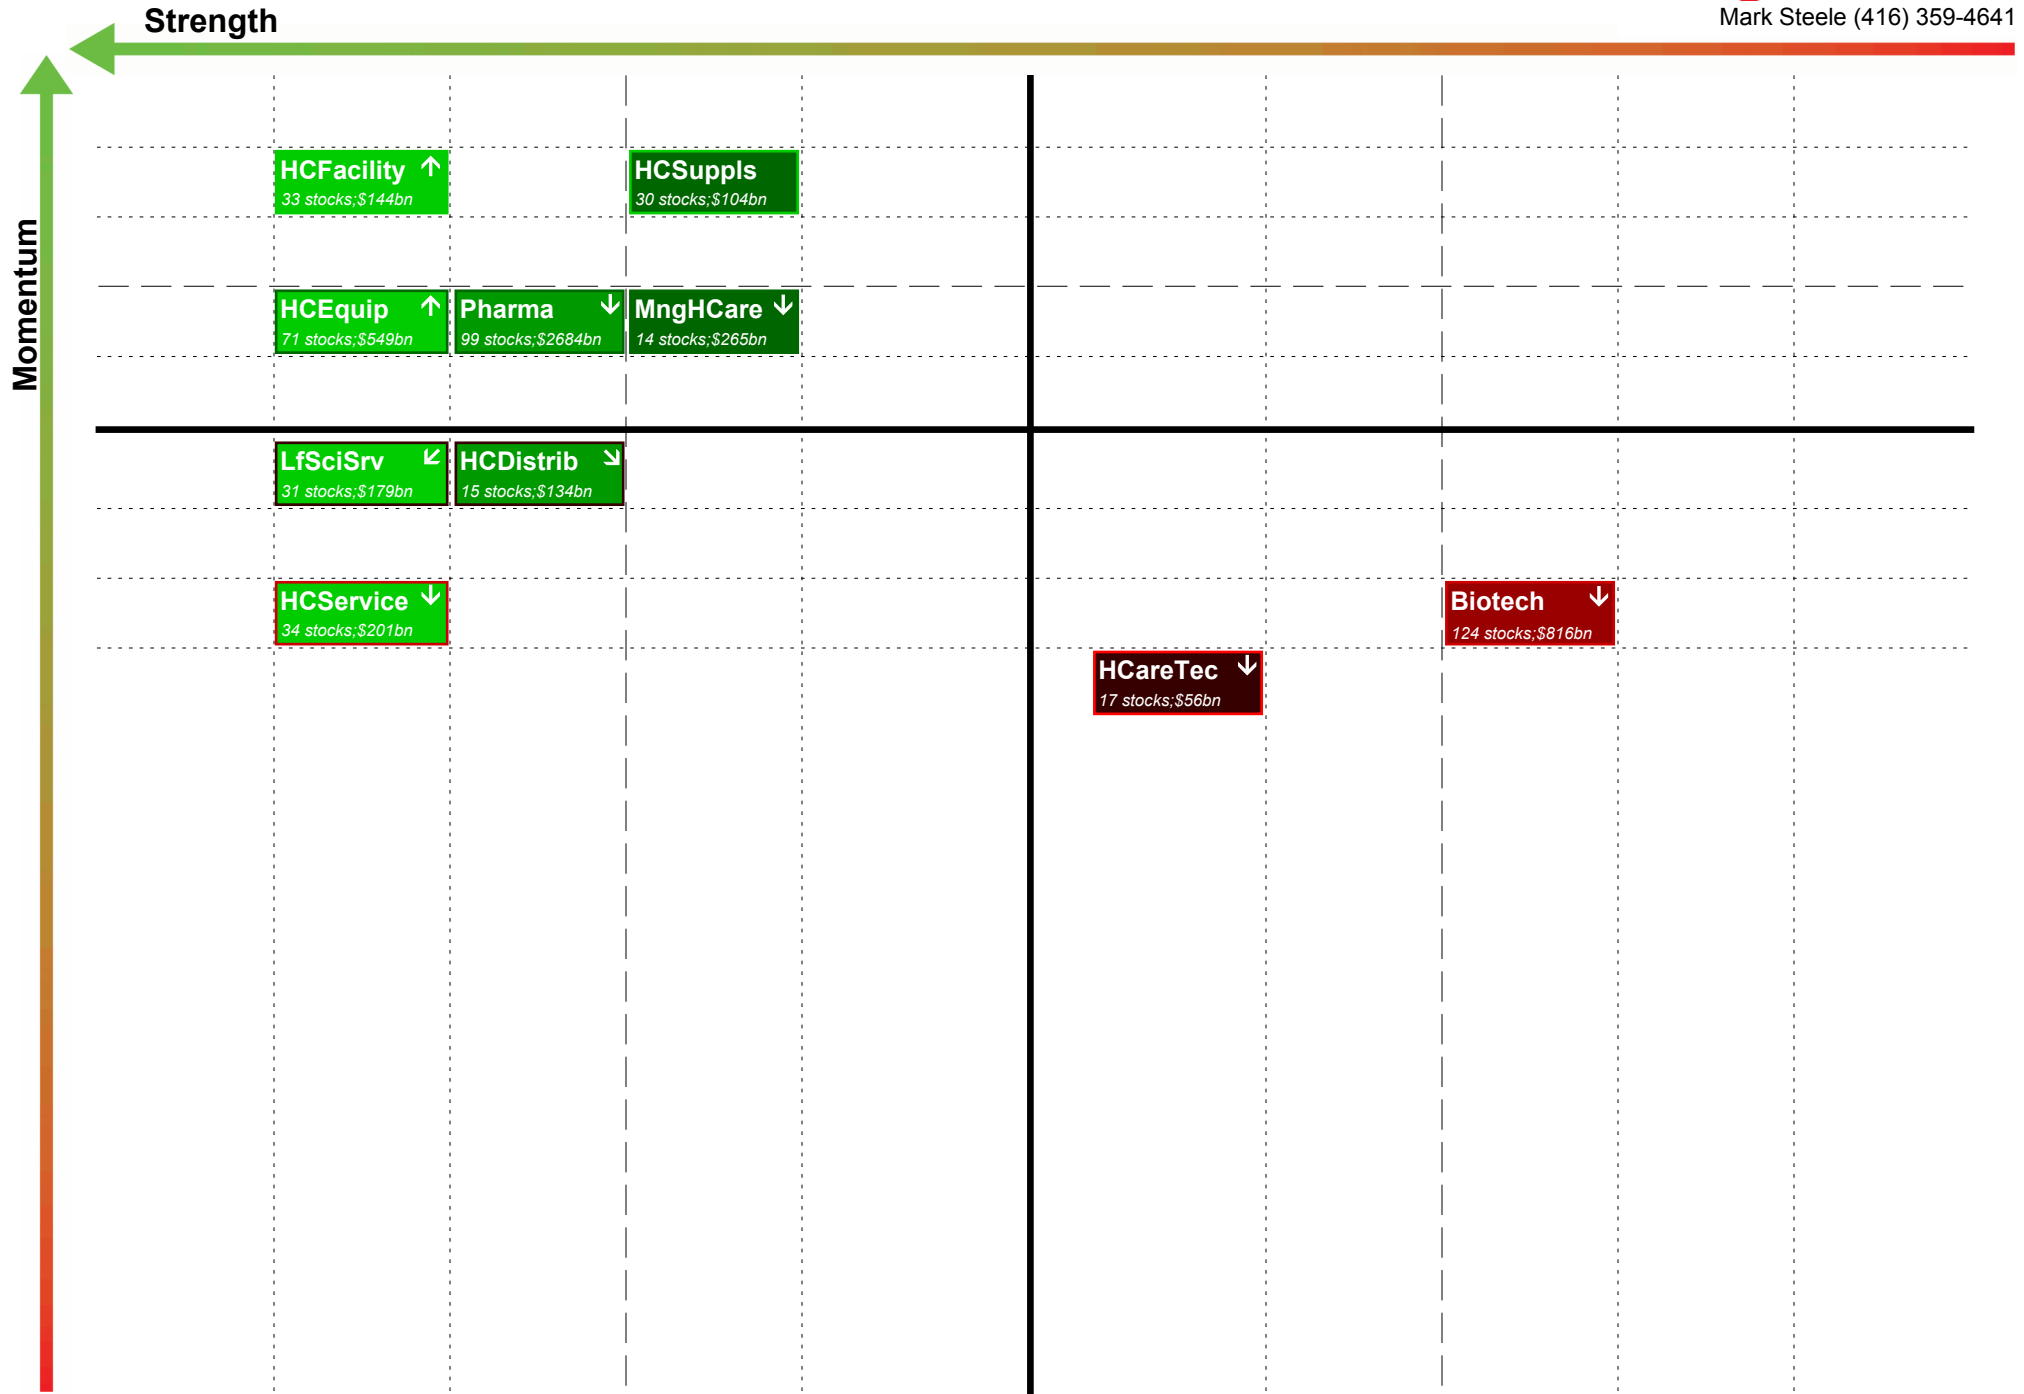 Strength
Mark Steele (416) 359-4641
Momentum
HCFacility
33 stocks;$144bn
HCSuppls
30 stocks;$104bn
HCEquip
71 stocks;$549bn
Pharma
99 stocks;$2684bn
MngHCare
14 stocks;$265bn
LfSciSrv
31 stocks;$179bn
HCDistrib
15 stocks;$134bn
HCService
34 stocks;$201bn
Biotech
124 stocks;$816bn
HCareTec
17 stocks;$56bn